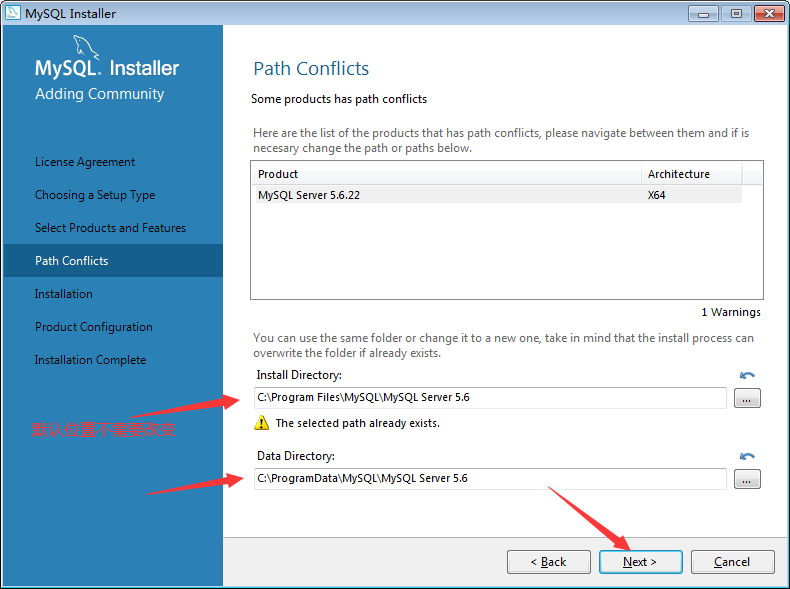 MySQL Installer
MySQL® Installer
Adding Community
License Agreement
Choosing a Setup Type
Select Products and Features
Path Conflicts
Installation
Product Configuration
Installation Complete
默认位置不需要改变
Path Conflicts
Some products has path conflicts
Here are the list of the products that has path conflicts, please navigate between them and if is
necesary change the path or paths below.
Product Architecture
MySQL Server 5.6.22 X64
1 Warnings
You can use the same folder or change it to a new one, take in mind that the install process can
overwrite the folder if already exists.
Install Directory:
C:\Program Files\MySQL\MySQL Server 5.6 ...
The selected path already exists.
Data Directory:
C:\ProgramData\MySQL\MySQL Server 5.6 ...
< Back Next > Cancel